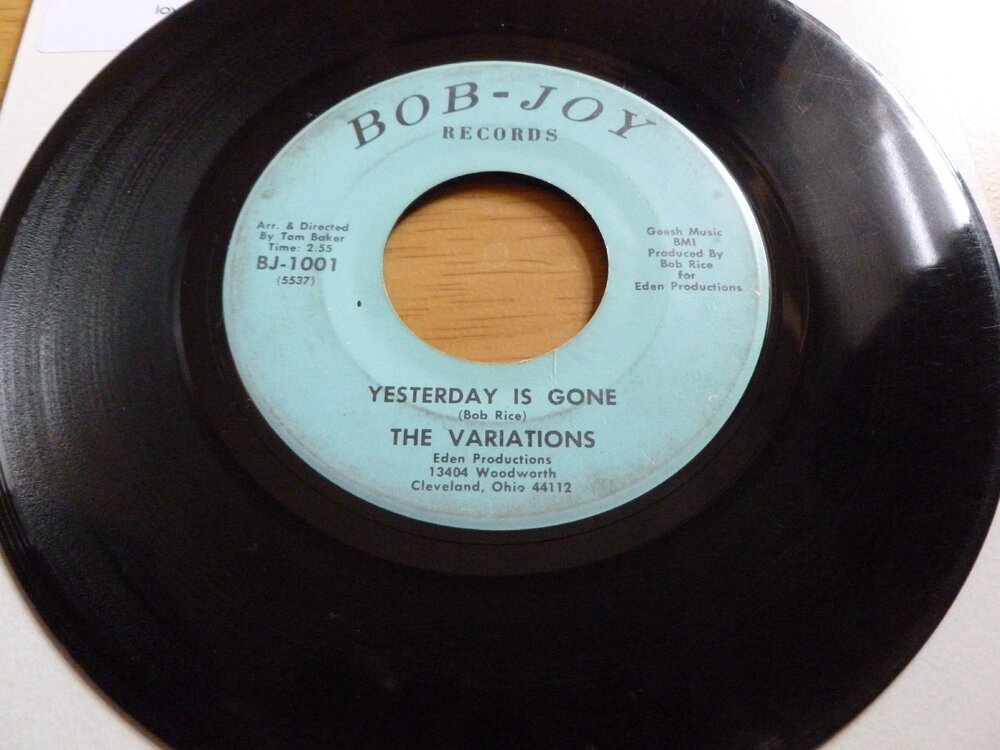 BOB-JOY
RECORDS
Arr. & Directed
By Tom Baker
Time: 2:55
BJ-1001
(5537)
Geesh Music
BMI
Produced By
Bob Rice
for
Eden Productions
YESTERDAY IS GONE
(Bob Rice)
THE VARIATIONS
Eden Productions
13404 Woodworth
Cleveland, Ohio 44112